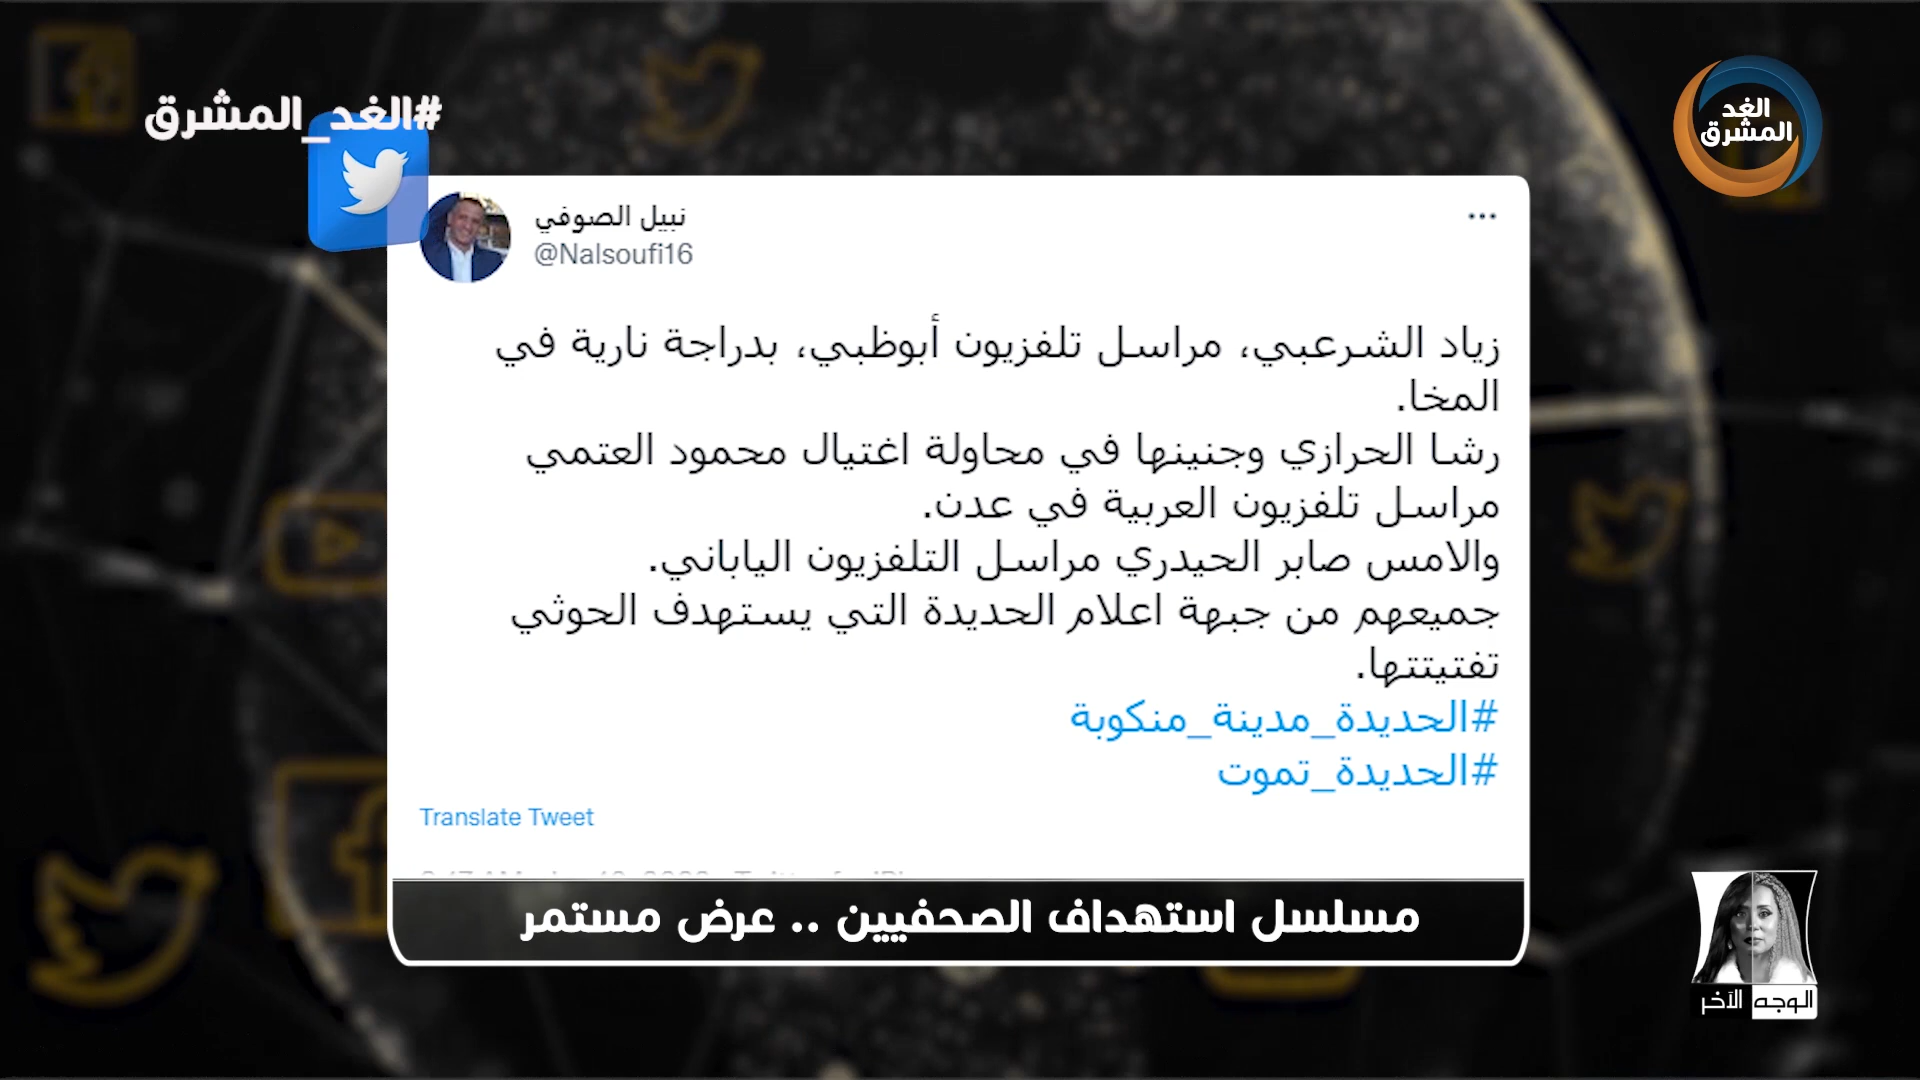 #الغد_المشرق
الغد
المشرق
نبيل الصوفي
@Nalsoufi16
زياد الشرعبي، مراسل تلفزيون أبوظبي، بدراجة نارية في
المخا.
رشا الحرازي وجنينها في محاولة اغتيال محمود العتمي
مراسل تلفزيون العربية في عدن.
والامس صابر الحيدري مراسل التلفزيون الياباني.
جميعهم من جبهة اعلام الحديدة التي يستهدف الحوثي
تفتيتتها.
#الحديدة_مدينة_منكوبة
#الحديدة_تموت
Translate Tweet
مسلسل استهداف الصحفيين .. عرض مستمر
الوجه الآخر